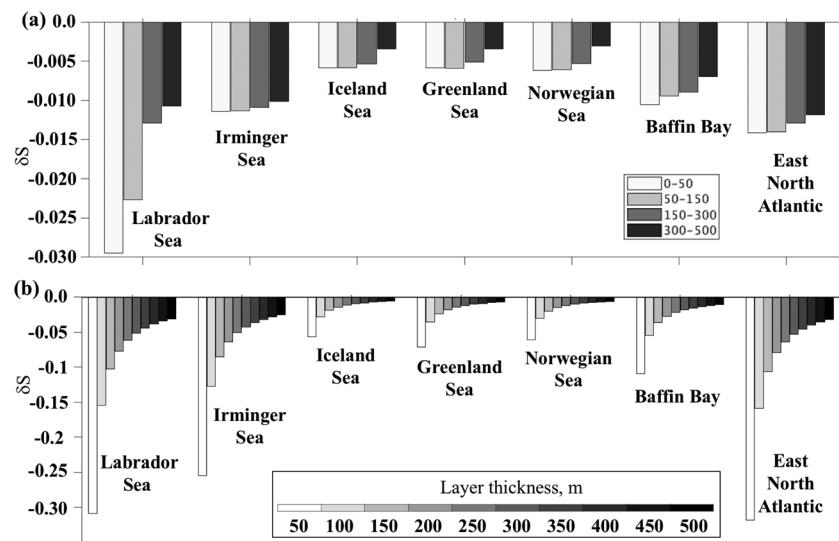 (a)
0.0
-0.005
-0.010
-0.015
-0.020
-0.025
-0.030
δS
Labrador
Sea
Irminger
Sea
Iceland
Sea
Greenland
Sea
Norwegian
Sea
Baffin Bay
East
North
Atlantic
0-50
50-150
150-300
300-500
(b)
0.0
-0.05
-0.1
-0.15
-0.2
-0.25
-0.30
δS
Labrador
Sea
Irminger
Sea
Iceland
Sea
Greenland
Sea
Norwegian
Sea
Baffin Bay
East
North
Atlantic
Layer thickness, m
50 100 150 200 250 300 350 400 450 500